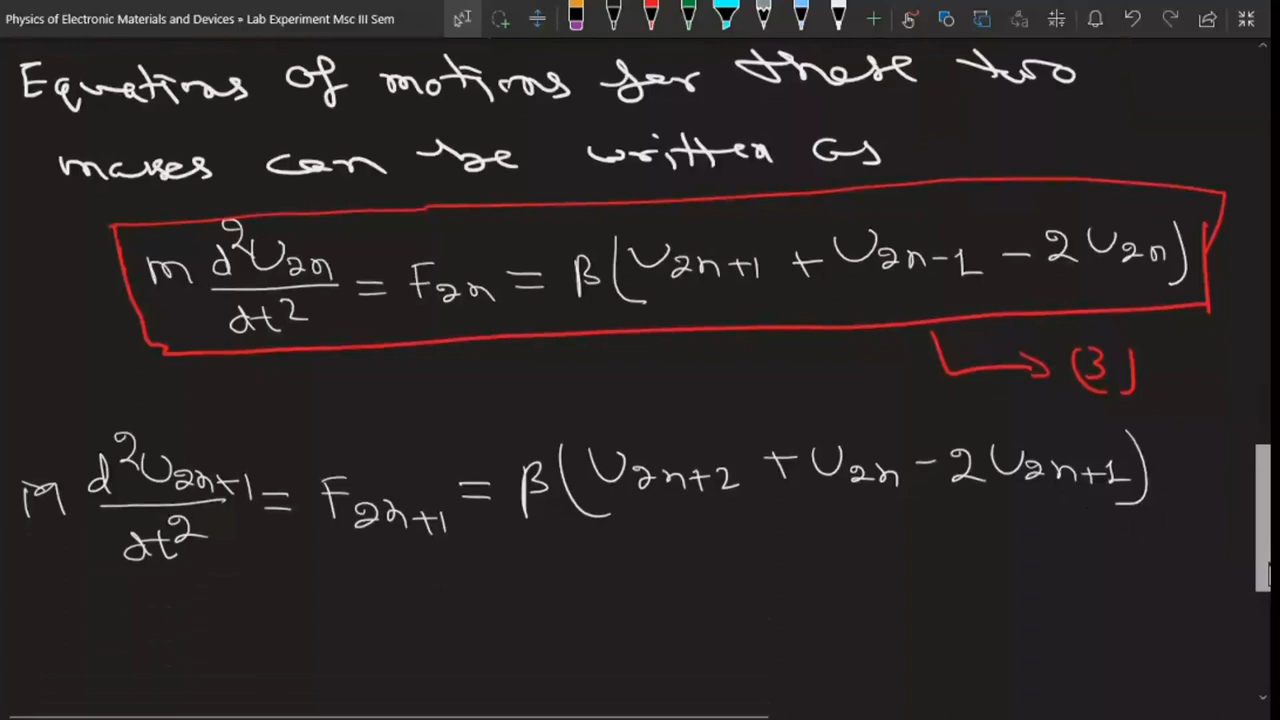 Physics of Electronic Materials and Devices » Lab Experiment Msc III Sem
Equations of motions for these two
masses can be written as
m d²U₂ₙ/dt² = F₂ₙ = β(U₂ₙ₊₁ + U₂ₙ₋₁ − 2U₂ₙ)
(3)
M d²U₂ₙ₊₁/dt² = F₂ₙ₊₁ = β(U₂ₙ₊₂ + U₂ₙ − 2U₂ₙ₊₁)